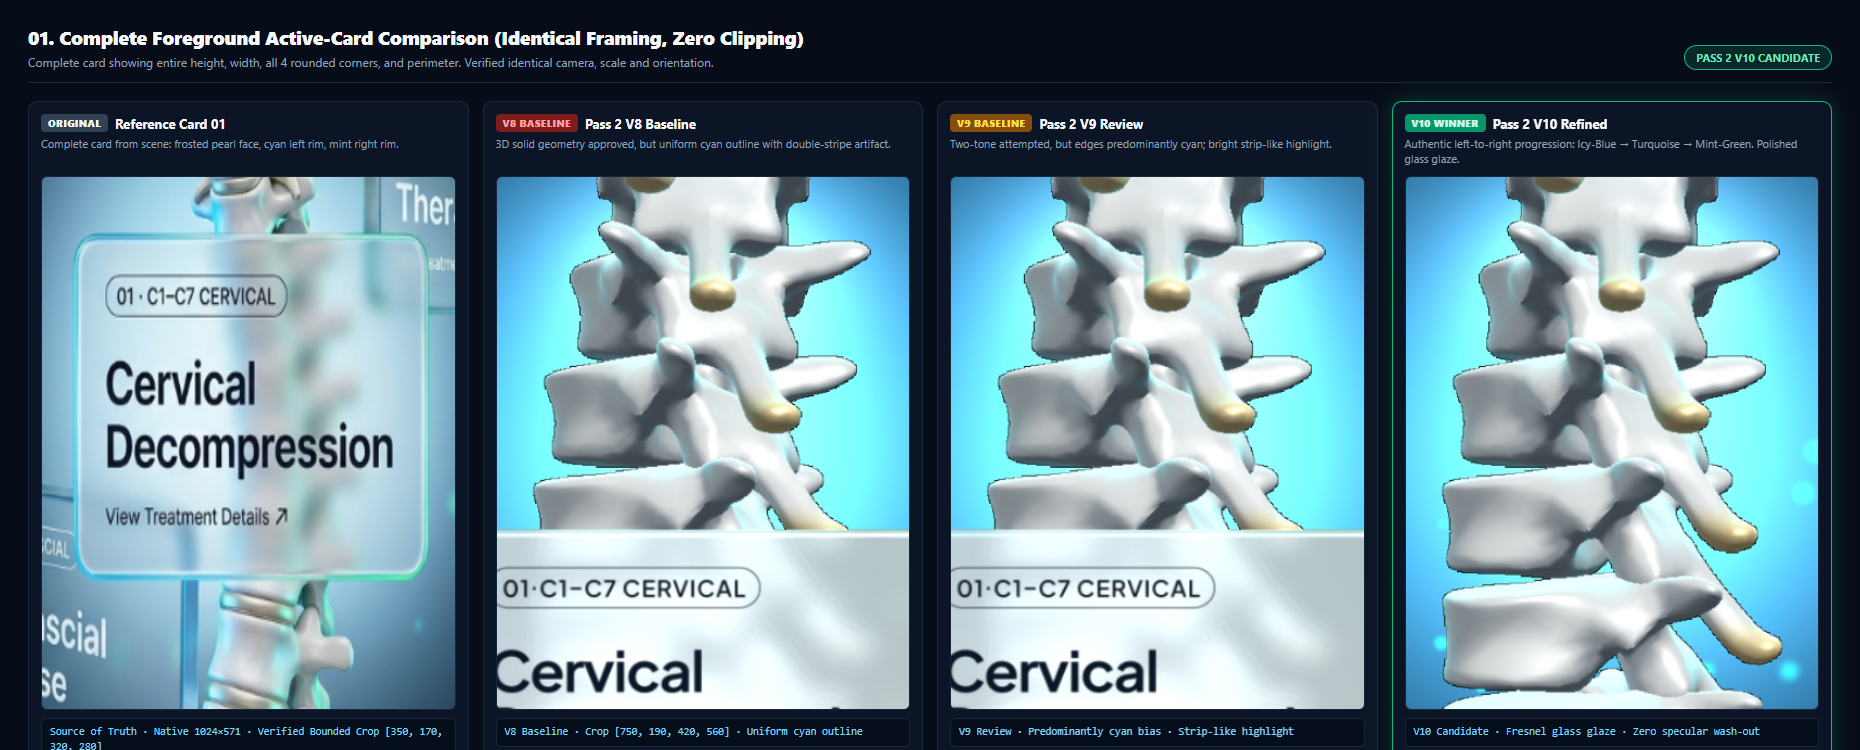 01. Complete Foreground Active-Card Comparison (Identical Framing, Zero Clipping)
Complete card showing entire height, width, all 4 rounded corners, and perimeter. Verified identical camera, scale and orientation.
PASS 2 V10 CANDIDATE
ORIGINAL Reference Card 01
Complete card from scene: frosted pearl face, cyan left rim, mint right rim.
Ther
eatm
01 · C1–C7 CERVICAL
Cervical
Decompression
View Treatment Details ↗
SCIAL
ascial
se
Source of Truth · Native 1024×571 · Verified Bounded Crop [350, 170,
320, 280]
V8 BASELINE Pass 2 V8 Baseline
3D solid geometry approved, but uniform cyan outline with double-stripe artifact.
01·C1–C7 CERVICAL
Cervical
V8 Baseline · Crop [750, 190, 420, 560] · Uniform cyan outline
V9 BASELINE Pass 2 V9 Review
Two-tone attempted, but edges predominantly cyan; bright strip-like highlight.
01·C1–C7 CERVICAL
Cervical
V9 Review · Predominantly cyan bias · Strip-like highlight
V10 WINNER Pass 2 V10 Refined
Authentic left-to-right progression: Icy-Blue → Turquoise → Mint-Green. Polished
glass glaze.
V10 Candidate · Fresnel glass glaze · Zero specular wash-out